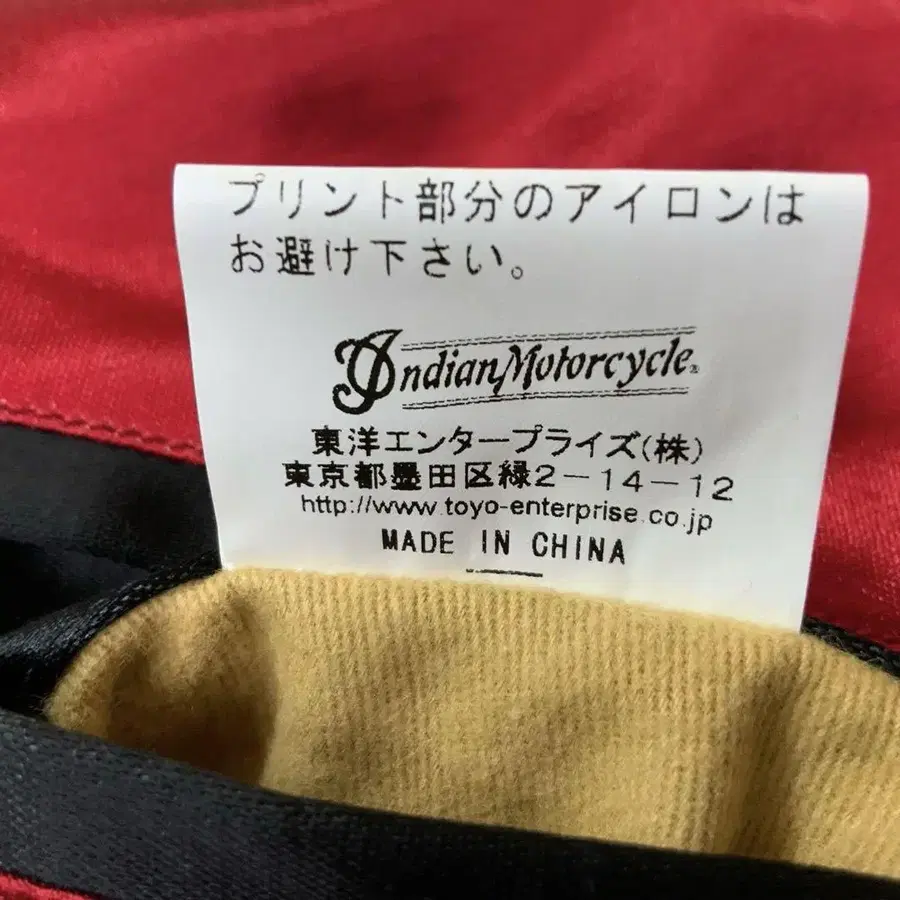 プリント部分のアイロンは
お避け下さい。
Indian Motorcycle®
東洋エンタープライズ(株)
東京都墨田区緑2-14-12
http://www.toyo-enterprise.co.jp
MADE IN CHINA